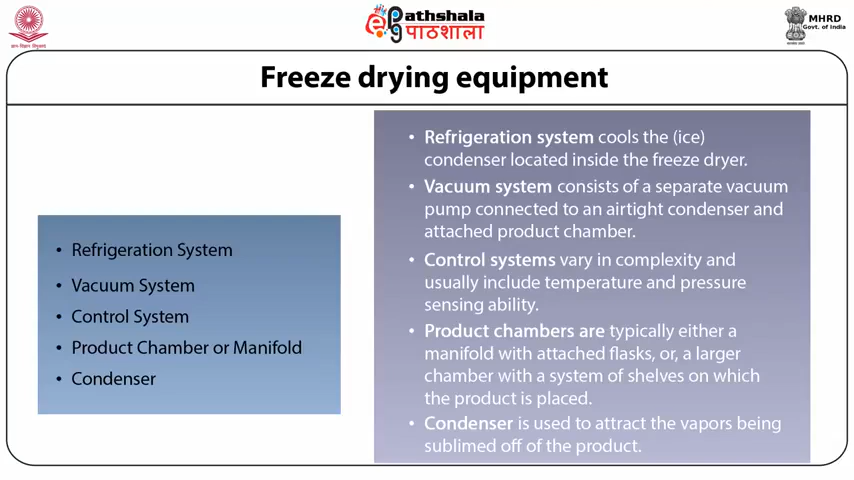 ज्ञान-विज्ञान विमुक्तये
ePathshala
पाठशाला
MHRD
Govt. of India
Freeze drying equipment
• Refrigeration System
• Vacuum System
• Control System
• Product Chamber or Manifold
• Condenser
• Refrigeration system cools the (ice)
condenser located inside the freeze dryer.
• Vacuum system consists of a separate vacuum
pump connected to an airtight condenser and
attached product chamber.
• Control systems vary in complexity and
usually include temperature and pressure
sensing ability.
• Product chambers are typically either a
manifold with attached flasks, or, a larger
chamber with a system of shelves on which
the product is placed.
• Condenser is used to attract the vapors being
sublimed off of the product.